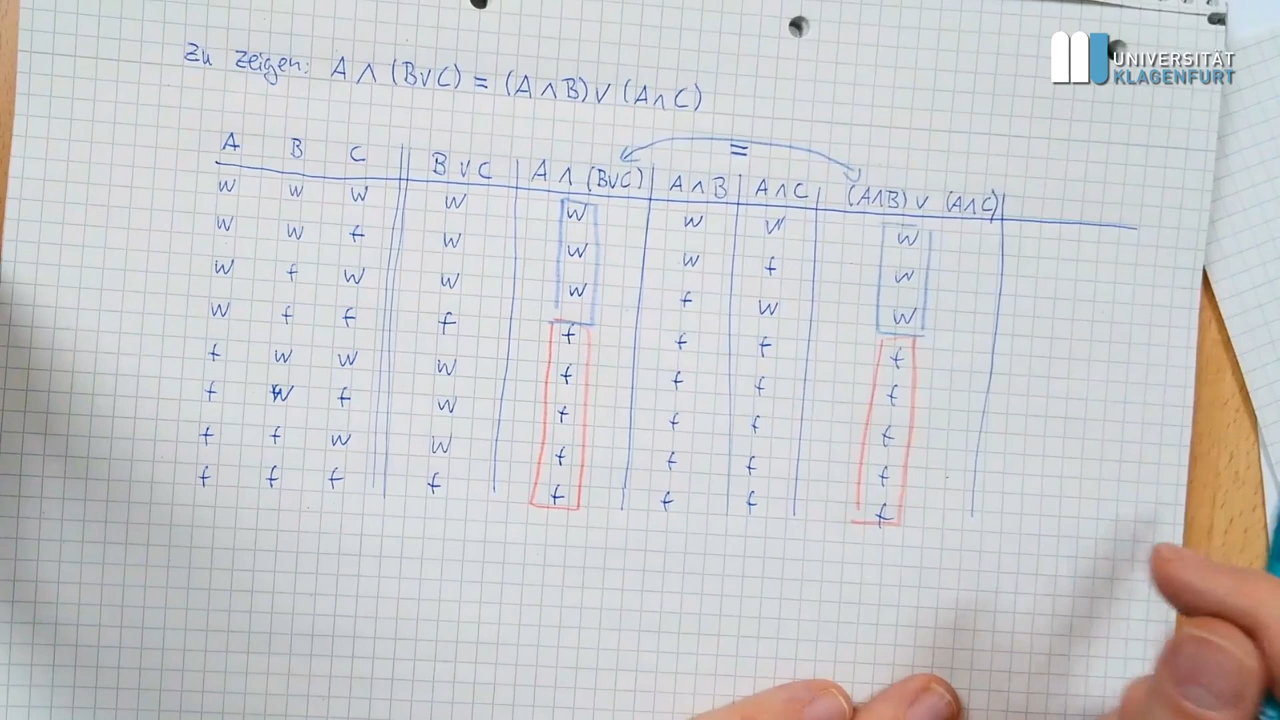 Zu zeigen: A ∧ (B∨C) = (A∧B) ∨ (A∧C)
UNIVERSITÄT
KLAGENFURT
=
A B C B ∨ C A ∧ (B∨C) A ∧ B A ∧ C (A∧B) ∨ (A∧C)
w w w w w w w w
w w f w w w f w
w f w w w f w w
w f f f f f f f
f w w w f f f f
f w f w f f f f
f f w w f f f f
f f f f f f f f